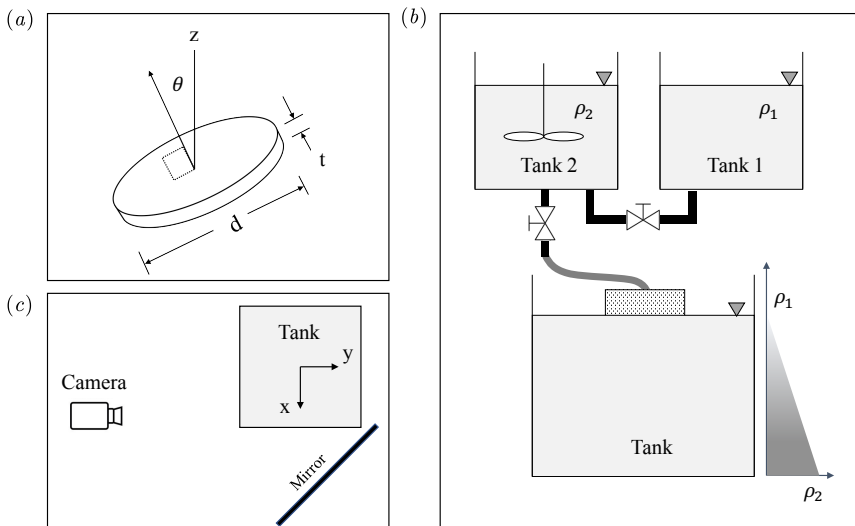 (a)
z
θ
t
d
(b)
ρ₂
ρ₁
Tank 2
Tank 1
ρ₁
Tank
ρ₂
(c)
Tank
y
x
Camera
Mirror